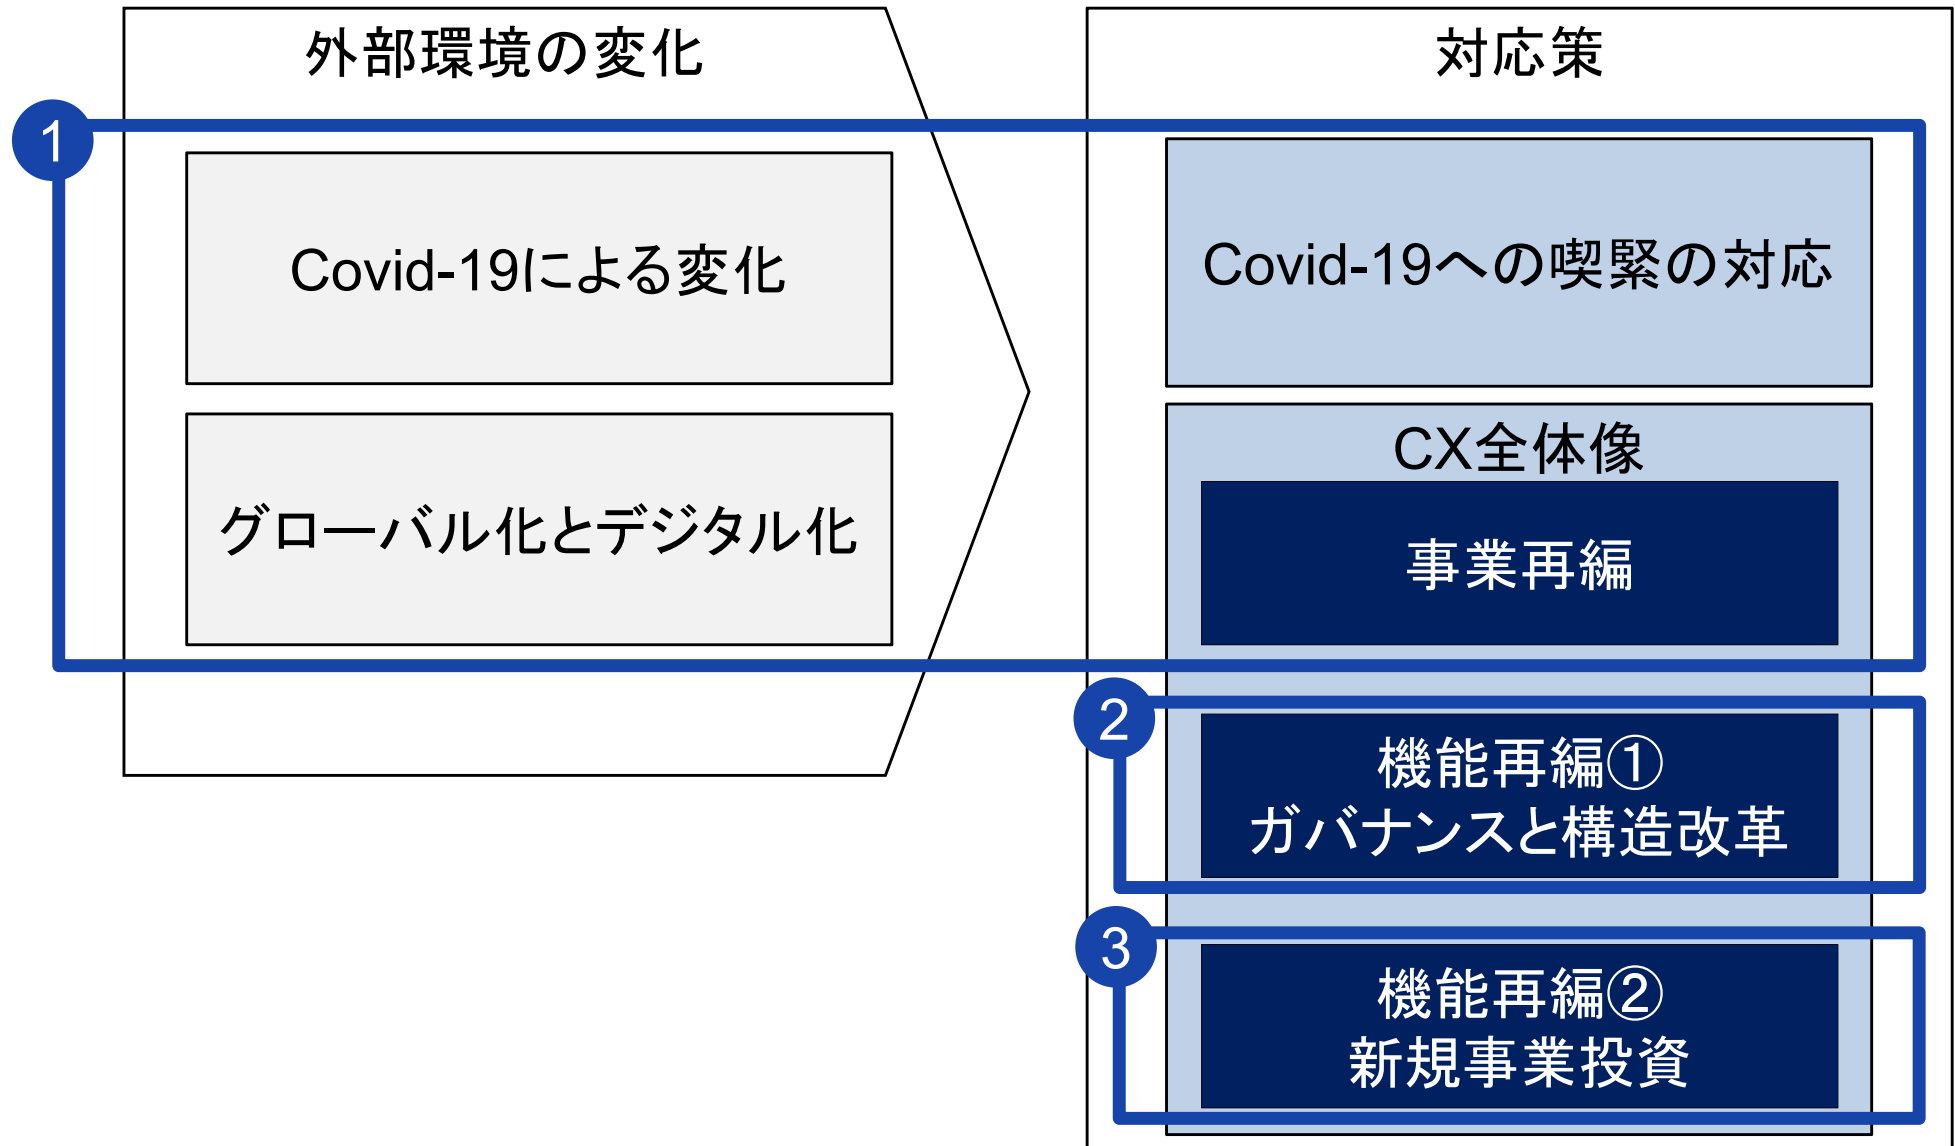 外部環境の変化
1
Covid-19による変化
グローバル化とデジタル化
対応策
Covid-19への喫緊の対応
CX全体像
事業再編
2
機能再編①
ガバナンスと構造改革
3
機能再編②
新規事業投資